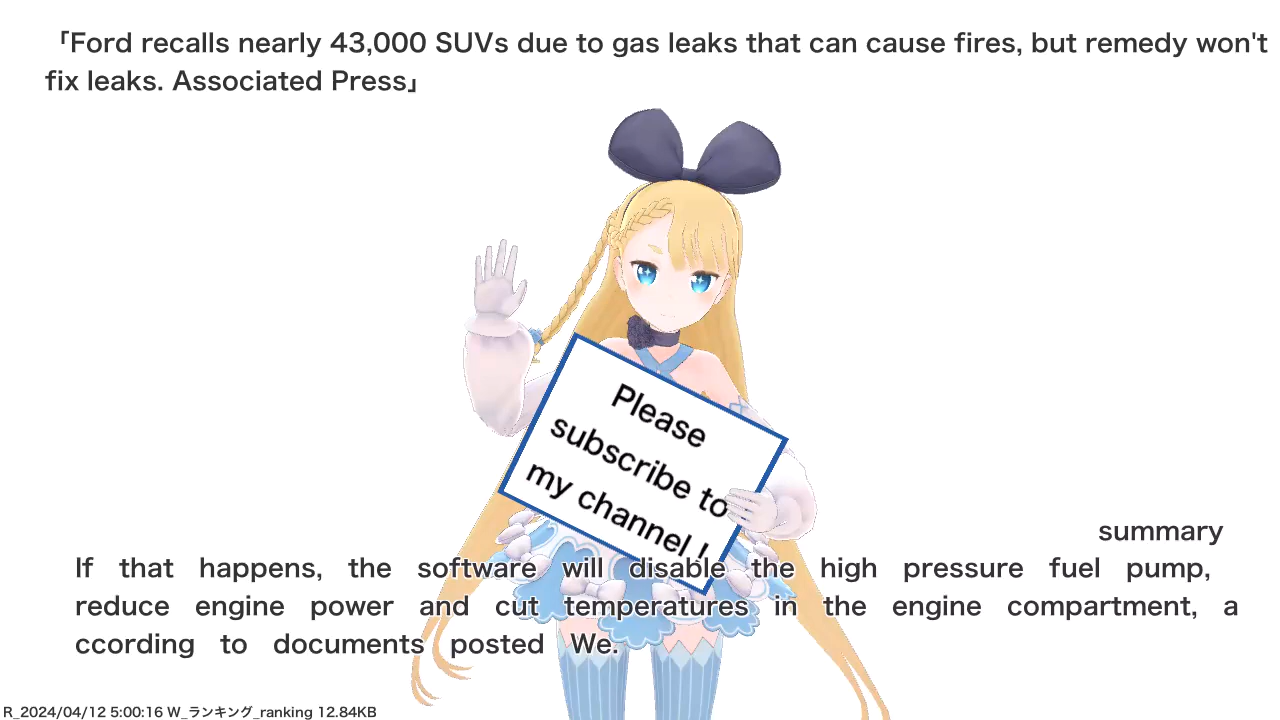 「Ford recalls nearly 43,000 SUVs due to gas leaks that can cause fires, but remedy won't
fix leaks. Associated Press」
Please
subscribe to
my channel !
summary
If that happens, the software will disable the high pressure fuel pump,
reduce engine power and cut temperatures in the engine compartment, a
ccording to documents posted We.
R_2024/04/12 5:00:16 W_ランキング_ranking 12.84KB